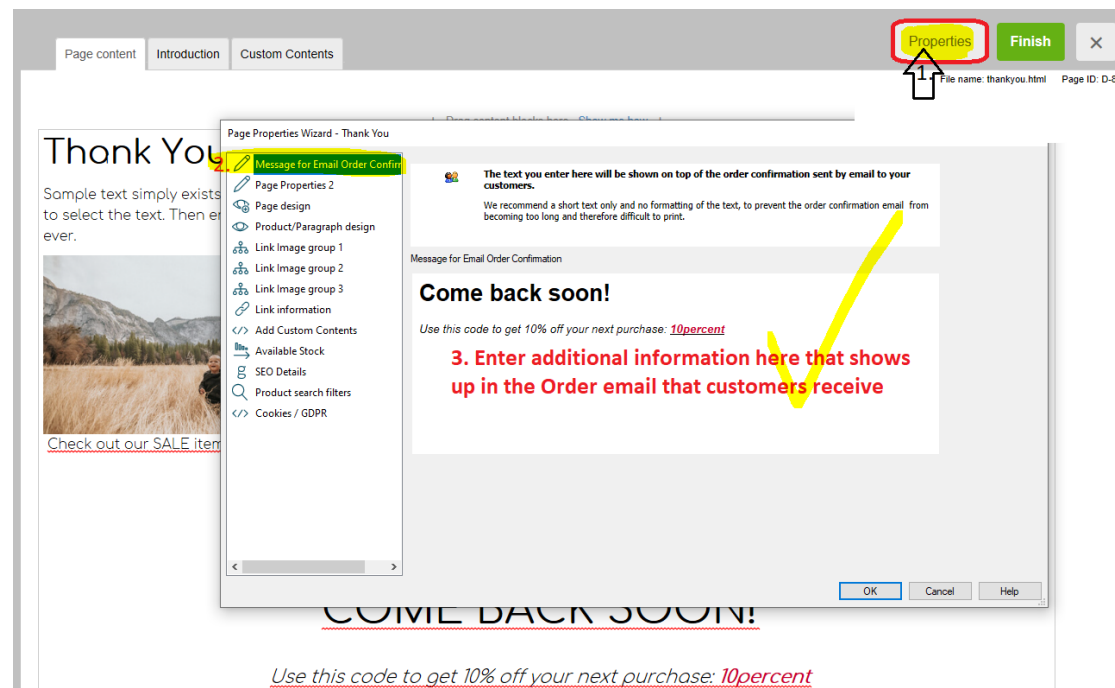 Properties
Finish
Page content
Introduction
Custom Contents
1.
File name: thankyou.html
Page ID: D-8
Show me how
Page Properties Wizard - Thank You
Thank You
Sample text simply exists
to select the text. Then
ever.
2.
Message for Email Order Confirm
Page Properties 2
Page design
Product/Paragraph design
Link Image group 1
Link Image group 2
Link Image group 3
Link information
Add Custom Contents
Available Stock
SEO Details
Product search filters
Cookies / GDPR
The text you enter here will be shown on top of the order confirmation sent by email to your
customers.
We recommend a short text only and no formatting of the text, to prevent the order confirmation email from
becoming too long and therefore difficult to print.
Message for Email Order Confirmation
Come back soon!
Use this code to get 10% off your next purchase: 10percent
3. Enter additional information here that shows
up in the Order email that customers receive
Check out our SALE item
OK
Cancel
Help
COME BACK SOON!
Use this code to get 10% off your next purchase: 10percent